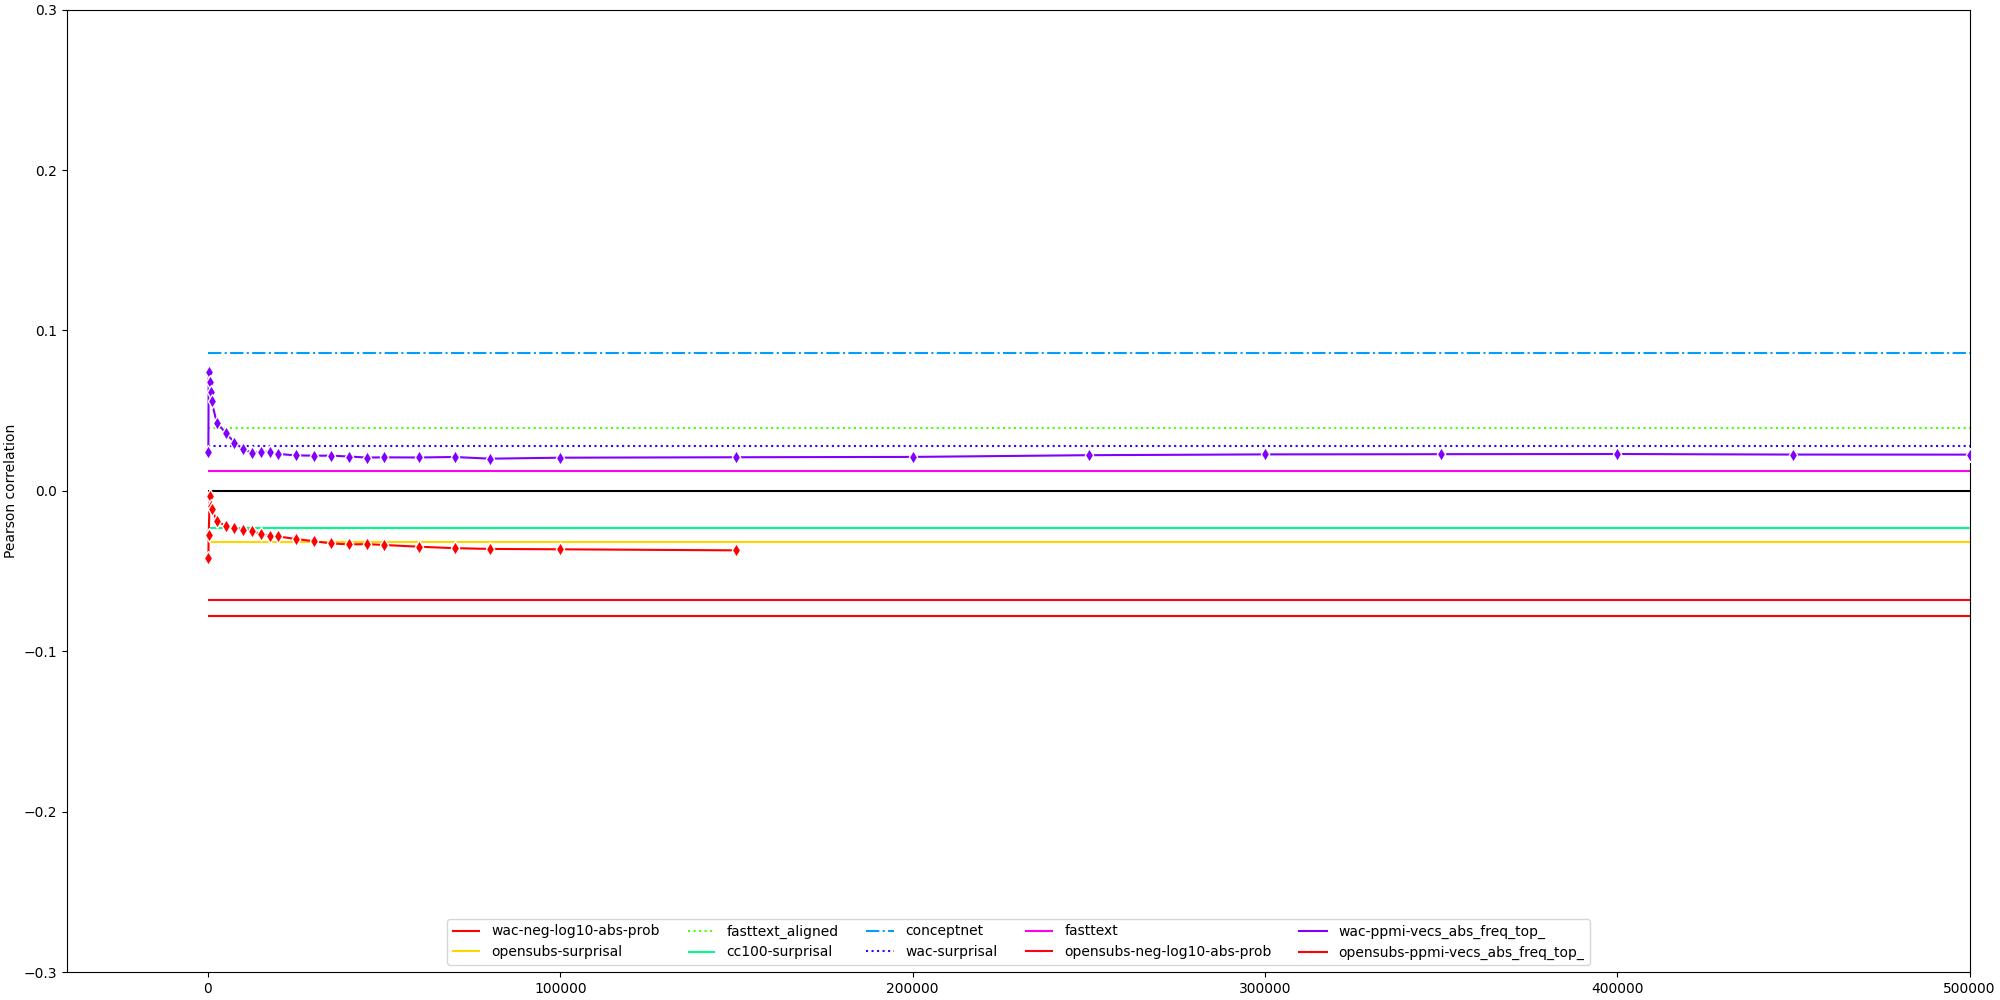 0.3
0.2
0.1
0.0
−0.1
−0.2
−0.3
Pearson correlation
0 100000 200000 300000 400000 500000
wac-neg-log10-abs-prob fasttext_aligned conceptnet fasttext wac-ppmi-vecs_abs_freq_top_
opensubs-surprisal cc100-surprisal wac-surprisal opensubs-neg-log10-abs-prob opensubs-ppmi-vecs_abs_freq_top_